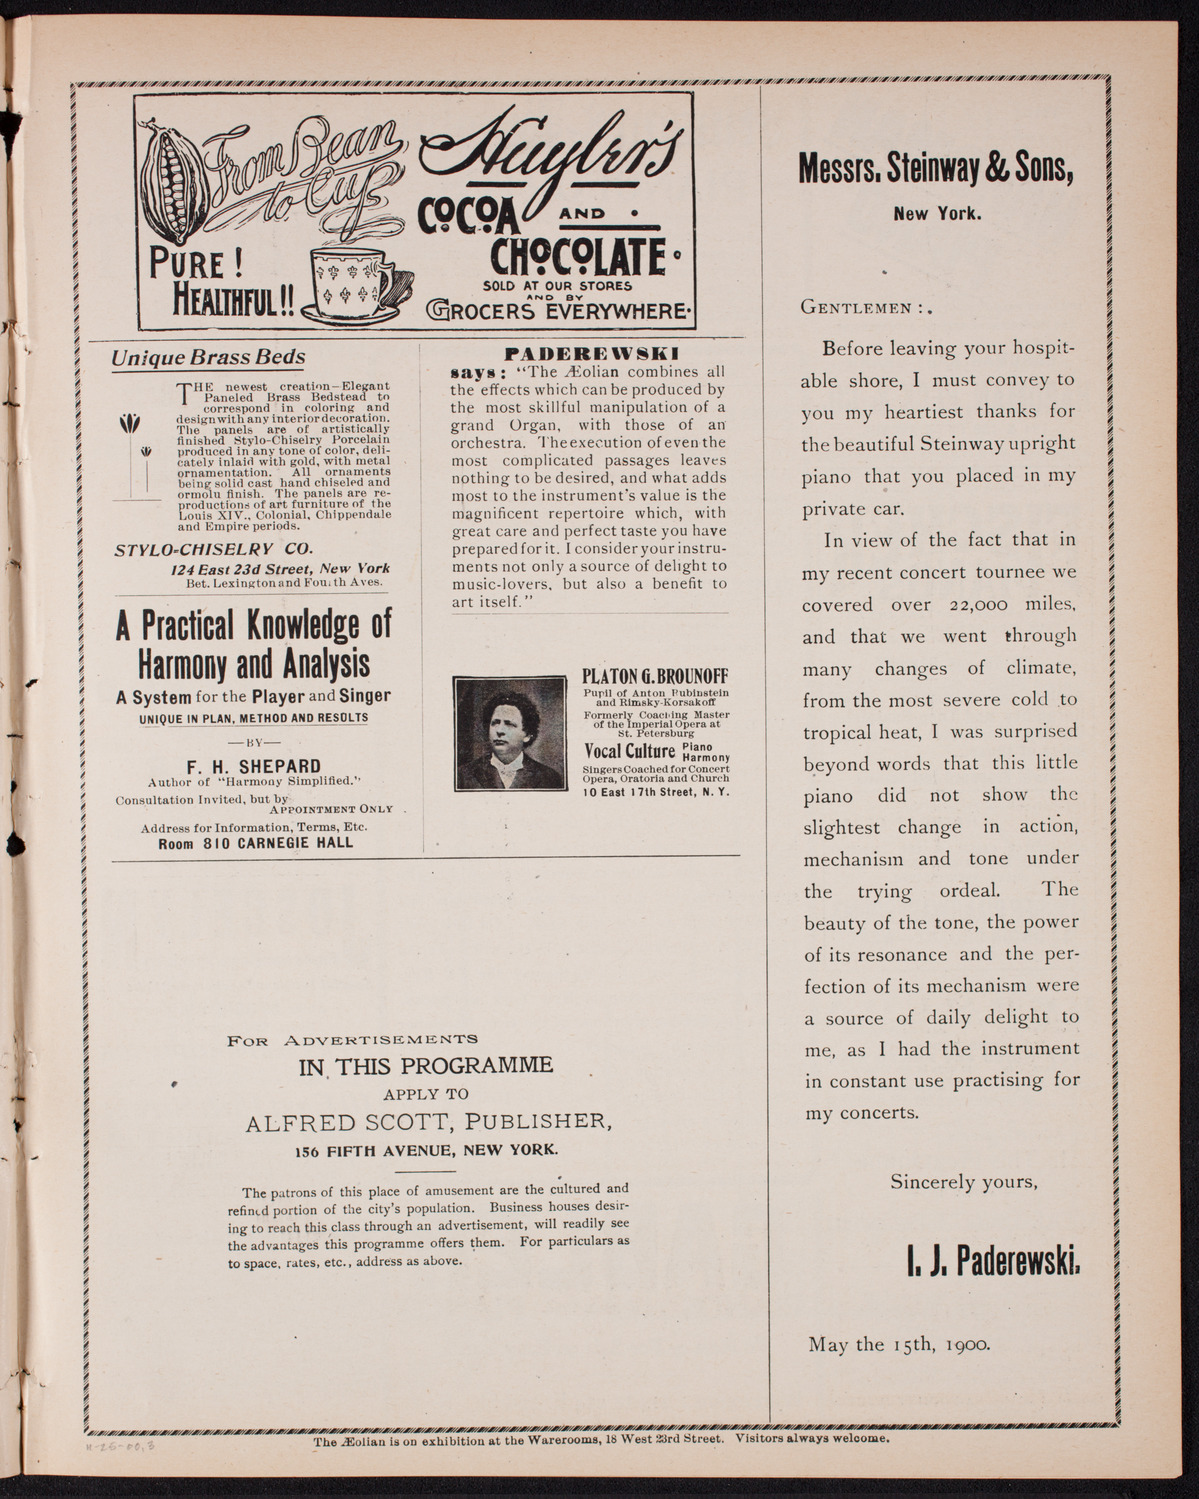 From Bean
to Cup
Huyler's
COCOA AND
CHOCOLATE
PURE!
HEALTHFUL!!
SOLD AT OUR STORES
AND BY
GROCERS EVERYWHERE
Unique Brass Beds
THE newest creation—Elegant
Paneled Brass Bedstead to
correspond in coloring and
design with any interior decoration.
The panels are of artistically
finished Stylo-Chiselry Porcelain
produced in any tone of color, deli-
cately inlaid with gold, with metal
ornamentation. All ornaments
being solid cast hand chiseled and
ormolu finish. The panels are re-
productions of art furniture of the
Louis XIV., Colonial, Chippendale
and Empire periods.
STYLO-CHISELRY CO.
124 East 23d Street, New York
Bet. Lexington and Fourth Aves.
A Practical Knowledge of
Harmony and Analysis
A System for the Player and Singer
UNIQUE IN PLAN, METHOD AND RESULTS
—BY—
F. H. SHEPARD
Author of "Harmony Simplified."
Consultation Invited, but by
APPOINTMENT ONLY
Address for Information, Terms, Etc.
Room 810 CARNEGIE HALL
PADEREWSKI
says: "The Æolian combines all
the effects which can be produced by
the most skillful manipulation of a
grand Organ, with those of an
orchestra. The execution of even the
most complicated passages leaves
nothing to be desired, and what adds
most to the instrument's value is the
magnificent repertoire which, with
great care and perfect taste you have
prepared for it. I consider your instru-
ments not only a source of delight to
music-lovers, but also a benefit to
art itself."
PLATON G. BROUNOFF
Pupil of Anton Rubinstein
and Rimsky-Korsakoff
Formerly Coaching Master
of the Imperial Opera at
St. Petersburg
Vocal Culture Piano
Harmony
Singers Coached for Concert
Opera, Oratoria and Church
10 East 17th Street, N. Y.
FOR ADVERTISEMENTS
IN THIS PROGRAMME
APPLY TO
ALFRED SCOTT, PUBLISHER,
156 FIFTH AVENUE, NEW YORK.
The patrons of this place of amusement are the cultured and
refined portion of the city's population. Business houses desir-
ing to reach this class through an advertisement, will readily see
the advantages this programme offers them. For particulars as
to space, rates, etc., address as above.
Messrs. Steinway & Sons,
New York.
GENTLEMEN:.
Before leaving your hospit-
able shore, I must convey to
you my heartiest thanks for
the beautiful Steinway upright
piano that you placed in my
private car.
In view of the fact that in
my recent concert tournee we
covered over 22,000 miles,
and that we went through
many changes of climate,
from the most severe cold to
tropical heat, I was surprised
beyond words that this little
piano did not show the
slightest change in action,
mechanism and tone under
the trying ordeal. The
beauty of the tone, the power
of its resonance and the per-
fection of its mechanism were
a source of daily delight to
me, as I had the instrument
in constant use practising for
my concerts.
Sincerely yours,
I. J. Paderewski.
May the 15th, 1900.
The Æolian is on exhibition at the Warerooms, 18 West 23rd Street. Visitors always welcome.